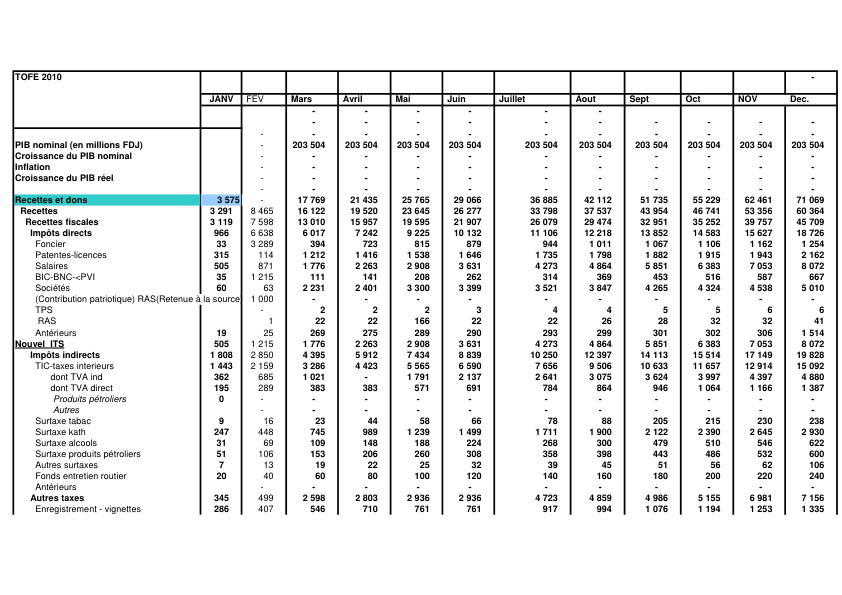 TOFE 2010 -
JANV FEV Mars Avril Mai Juin Juillet Aout Sept Oct NOV Dec.
- - - - - - - - - -
- - - - - - - - - -
- - - - - - - - - - -
PIB nominal (en millions FDJ) - 203 504 203 504 203 504 203 504 203 504 203 504 203 504 203 504 203 504 203 504
Croissance du PIB nominal - - - - - - - - - - -
Inflation - - - - - - - - - - -
Croissance du PIB réel - - - - - - - - - - -
- - - - - - - - - - -
Recettes et dons 3 575 - 17 769 21 435 25 765 29 066 36 885 42 112 51 735 55 229 62 461 71 069
Recettes 3 291 8 465 16 122 19 520 23 645 26 277 33 798 37 537 43 954 46 741 53 356 60 364
Recettes fiscales 3 119 7 598 13 010 15 957 19 595 21 907 26 079 29 474 32 951 35 252 39 757 45 709
Impôts directs 966 6 638 6 017 7 242 9 225 10 132 11 106 12 218 13 852 14 583 15 627 18 726
Foncier 33 3 289 394 723 815 879 944 1 011 1 067 1 106 1 162 1 254
Patentes-licences 315 114 1 212 1 416 1 538 1 646 1 735 1 798 1 882 1 915 1 943 2 162
Salaires 505 871 1 776 2 263 2 908 3 631 4 273 4 864 5 851 6 383 7 053 8 072
BIC-BNC-<PVI 35 1 215 111 141 208 262 314 369 453 516 587 667
Sociétés 60 63 2 231 2 401 3 300 3 399 3 521 3 847 4 265 4 324 4 538 5 010
(Contribution patriotique) RAS(Retenue à la source 1 000 - - - - - - - - - -
TPS - 2 2 2 3 4 4 5 5 6 6
RAS 1 22 22 166 22 22 26 28 32 32 41
Antérieurs 19 25 269 275 289 290 293 299 301 302 306 1 514
Nouvel ITS 505 1 215 1 776 2 263 2 908 3 631 4 273 4 864 5 851 6 383 7 053 8 072
Impôts indirects 1 808 2 850 4 395 5 912 7 434 8 839 10 250 12 397 14 113 15 514 17 149 19 828
TIC-taxes interieurs 1 443 2 159 3 286 4 423 5 565 6 590 7 656 9 506 10 633 11 657 12 914 15 092
dont TVA ind 362 685 1 021 - 1 791 2 137 2 641 3 075 3 624 3 997 4 397 4 880
dont TVA direct 195 289 383 383 571 691 784 864 946 1 064 1 166 1 387
Produits pétroliers 0 - - - - - - - - - - -
Autres - - - - - - - - - - -
Surtaxe tabac 9 16 23 44 58 66 78 88 205 215 230 238
Surtaxe kath 247 448 745 989 1 239 1 499 1 711 1 900 2 122 2 390 2 645 2 930
Surtaxe alcools 31 69 109 148 188 224 268 300 479 510 546 622
Surtaxe produits pétroliers 51 106 153 206 260 308 358 398 443 486 532 600
Autres surtaxes 7 13 19 22 25 32 39 45 51 56 62 106
Fonds entretien routier 20 40 60 80 100 120 140 160 180 200 220 240
Antérieurs - - - - - - - - - - -
Autres taxes 345 499 2 598 2 803 2 936 2 936 4 723 4 859 4 986 5 155 6 981 7 156
Enregistrement - vignettes 286 407 546 710 761 761 917 994 1 076 1 194 1 253 1 335